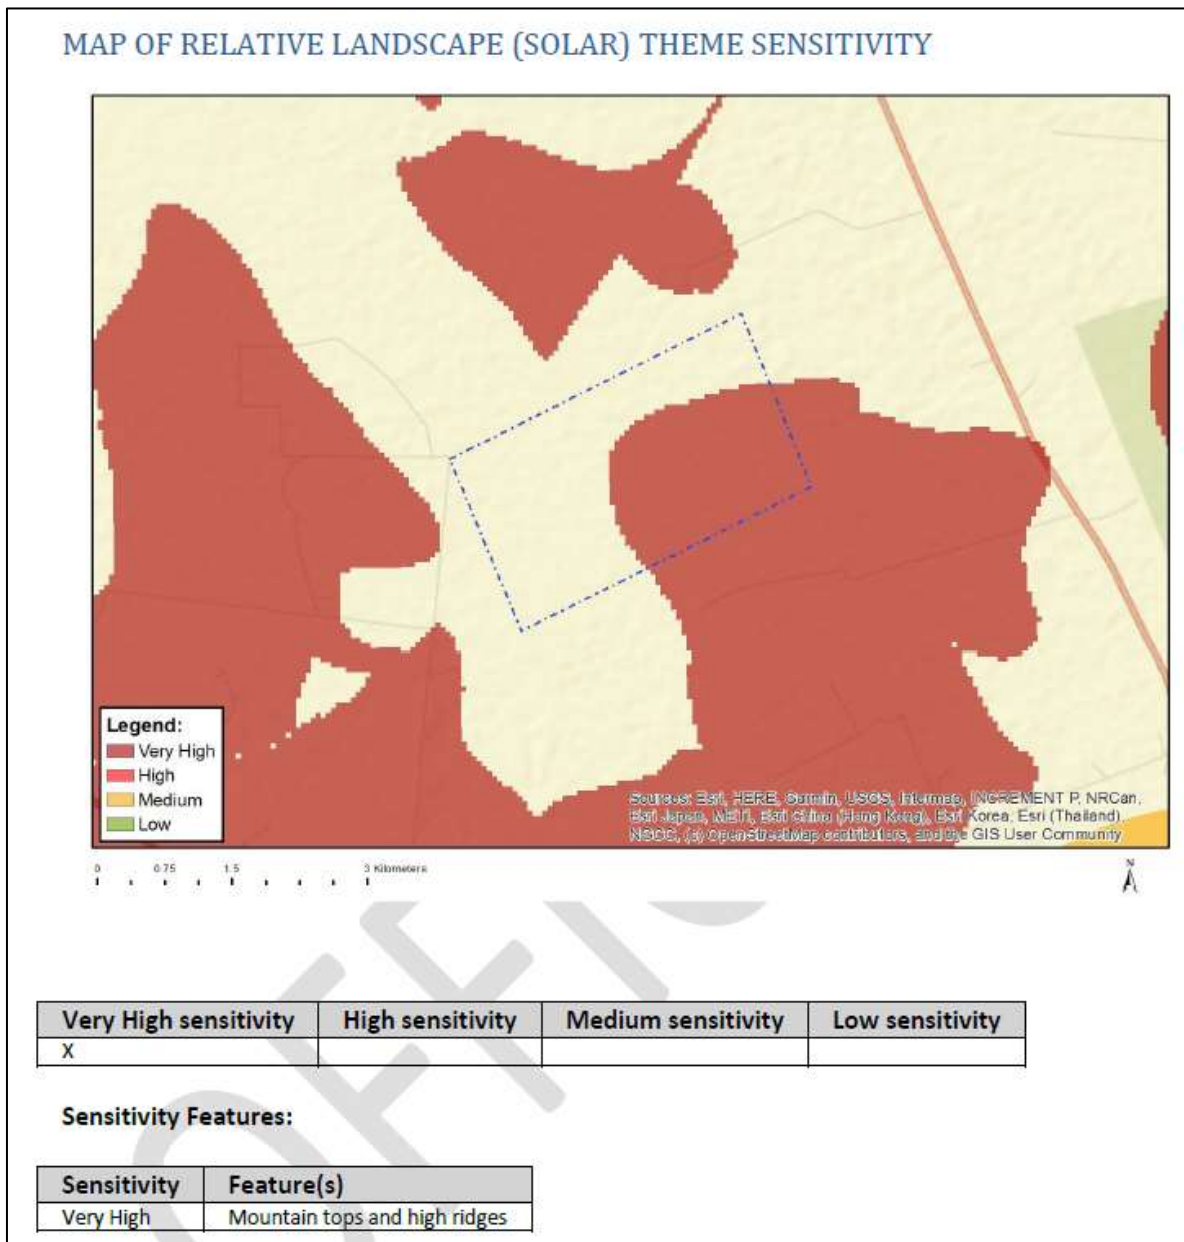 MAP OF RELATIVE LANDSCAPE (SOLAR) THEME SENSITIVITY
Legend:
Very High
High
Medium
Low
Sources: Esri, HERE, Garmin, USGS, Intermap, INCREMENT P, NRCan,
Esri Japan, METI, Esri China (Hong Kong), Esri Korea, Esri (Thailand),
NGCC, (c) OpenStreetMap contributors, and the GIS User Community
0 0.75 1.5 3 Kilometers
N
Very High sensitivity High sensitivity Medium sensitivity Low sensitivity
X
Sensitivity Features:
Sensitivity Feature(s)
Very High Mountain tops and high ridges